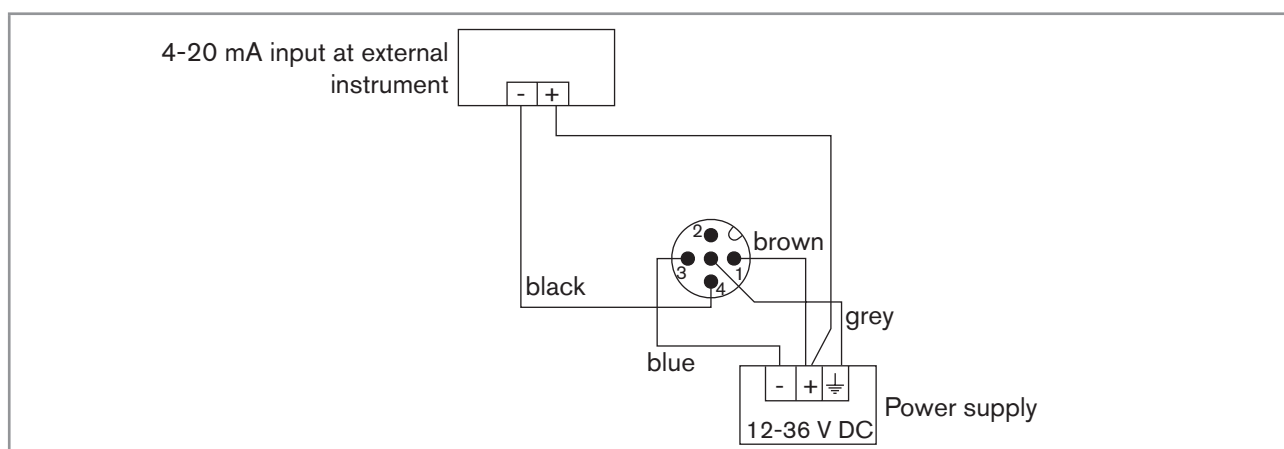 4-20 mA input at external
instrument
- +
2
brown
3
1
4
black
grey
blue
- +
Power supply
12-36 V DC